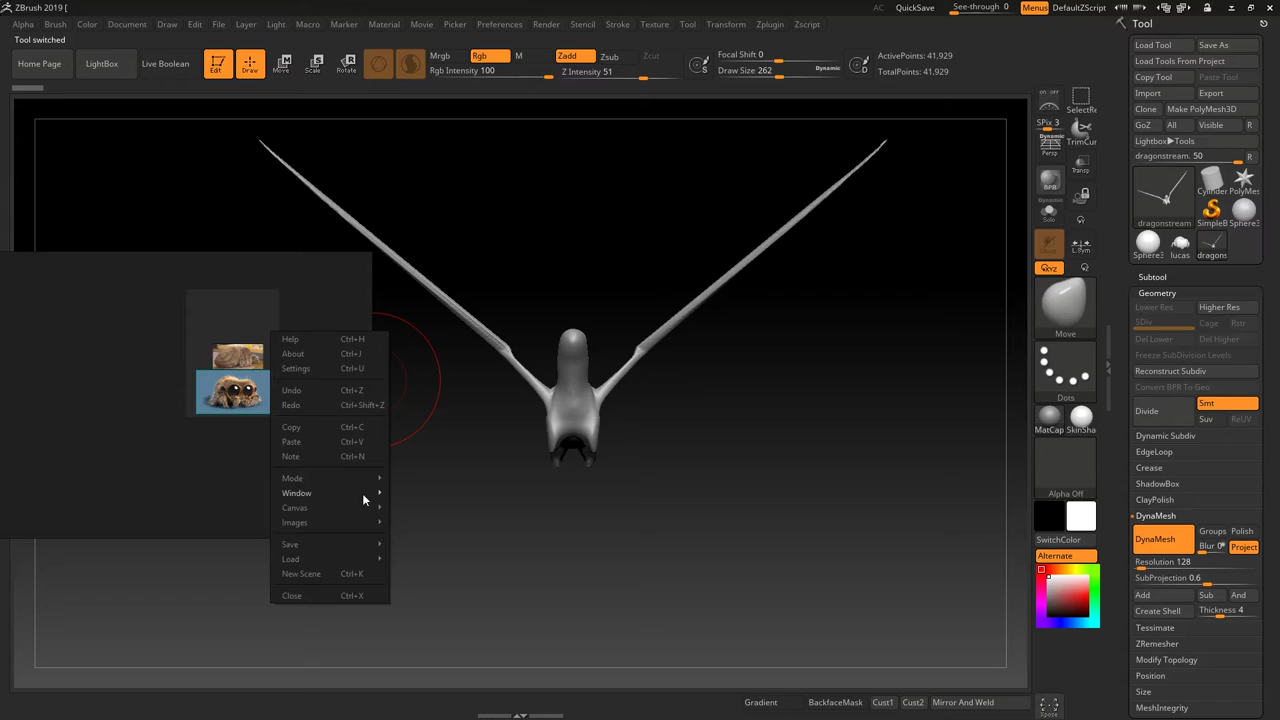 ZBrush 2019 [
AC QuickSave See-through 0 Menus DefaultZScript
Alpha Brush Color Document Draw Edit File Layer Light Macro Marker Material Movie Picker Preferences Render Stencil Stroke Texture Tool Transform Zplugin Zscript
Tool switched
Home Page LightBox Live Boolean Edit Draw Move Scale Rotate
Mrgb Rgb M Zadd Zsub Zcut
Rgb Intensity 100 Z Intensity 51
Focal Shift 0
Draw Size 262 Dynamic
S
D
ActivePoints: 41,929
TotalPoints: 41,929
Help Ctrl+H
About Ctrl+J
Settings Ctrl+U
Undo Ctrl+Z
Redo Ctrl+Shift+Z
Copy Ctrl+C
Paste Ctrl+V
Note Ctrl+N
Mode
Window
Canvas
Images
Save
Load
New Scene Ctrl+K
Close Ctrl+X
SelectRe
SPix 3
TrimCur
Dynamic
Persp
Transp
BPR
Dynamic
Solo
L.Sym
XYZ
Move
Dots
MatCap SkinSha
Alpha Off
SwitchColor
Alternate
Gradient BackfaceMask Cust1 Cust2 Mirror And Weld
Xpose
Tool
Load Tool Save As
Load Tools From Project
Copy Tool Paste Tool
Import Export
Clone Make PolyMesh3D
GoZ All Visible R
Lightbox▶Tools
dragonstream. 50 R
Cylinder PolyMes
dragonstream SimpleB Sphere3
Sphere3 lucas dragons
Subtool
Geometry
Lower Res Higher Res
SDiv Cage Rstr
Del Lower Del Higher
Freeze SubDivision Levels
Reconstruct Subdiv
Convert BPR To Geo
Divide Smt
Suv ReUV
Dynamic Subdiv
EdgeLoop
Crease
ShadowBox
ClayPolish
DynaMesh
DynaMesh Groups Polish
Blur 0 Project
Resolution 128
SubProjection 0.6
Add Sub And
Create Shell Thickness 4
Tessimate
ZRemesher
Modify Topology
Position
Size
MeshIntegrity